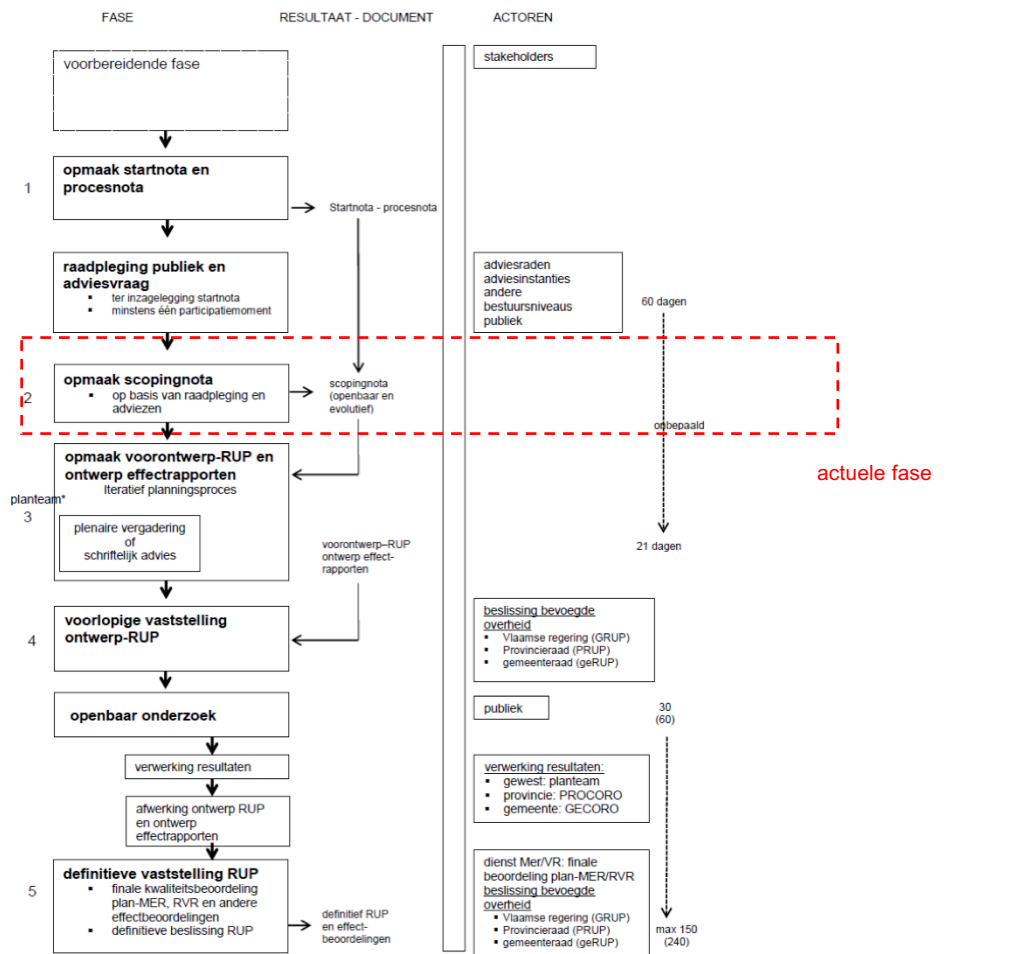 FASE
RESULTAAT - DOCUMENT
ACTOREN
voorbereidende fase
stakeholders
1
opmaak startnota en
procesnota
Startnota - procesnota
raadpleging publiek en
adviesvraag
▪ ter inzagelegging startnota
▪ minstens één participatiemoment
adviesraden
adviesinstanties
andere
bestuursniveaus
publiek
60 dagen
2
opmaak scopingnota
▪ op basis van raadpleging en
adviezen
scopingnota
(openbaar en
evolutief)
onbepaald
actuele fase
opmaak voorontwerp-RUP en
ontwerp effectrapporten
Iteratief planningsproces
planteam*
3
plenaire vergadering
of
schriftelijk advies
voorontwerp–RUP
ontwerp effect-
rapporten
21 dagen
4
voorlopige vaststelling
ontwerp-RUP
beslissing bevoegde
overheid
▪ Vlaamse regering (GRUP)
▪ Provincieraad (PRUP)
▪ gemeenteraad (geRUP)
openbaar onderzoek
publiek
30
(60)
verwerking resultaten
verwerking resultaten:
▪ gewest: planteam
▪ provincie: PROCORO
▪ gemeente: GECORO
afwerking ontwerp RUP
en ontwerp
effectrapporten
5
definitieve vaststelling RUP
▪ finale kwaliteitsbeoordeling
plan-MER, RVR en andere
effectbeoordelingen
▪ definitieve beslissing RUP
definitief RUP
en effect-
beoordelingen
dienst Mer/VR: finale
beoordeling plan-MER/RVR
beslissing bevoegde
overheid
▪ Vlaamse regering (GRUP)
▪ Provincieraad (PRUP)
▪ gemeenteraad (geRUP)
max 150
(240)